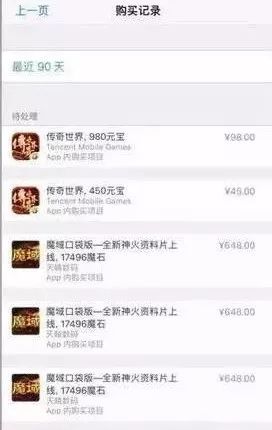 上一页
购买记录
最近 90 天
待处理
传奇世界, 980元宝
¥98.00
Tencent Mobile Games
App 内购买项目
传奇世界, 450元宝
¥49.00
Tencent Mobile Games
App 内购买项目
魔域口袋版—全新神火资料片上
¥648.00
线, 17496魔石
天晴数码
App 内购买项目
魔域口袋版—全新神火资料片上
¥648.00
线, 17496魔石
天晴数码
App 内购买项目
魔域口袋版—全新神火资料片上
¥648.00
线, 17496魔石
天晴数码
App 内购买项目